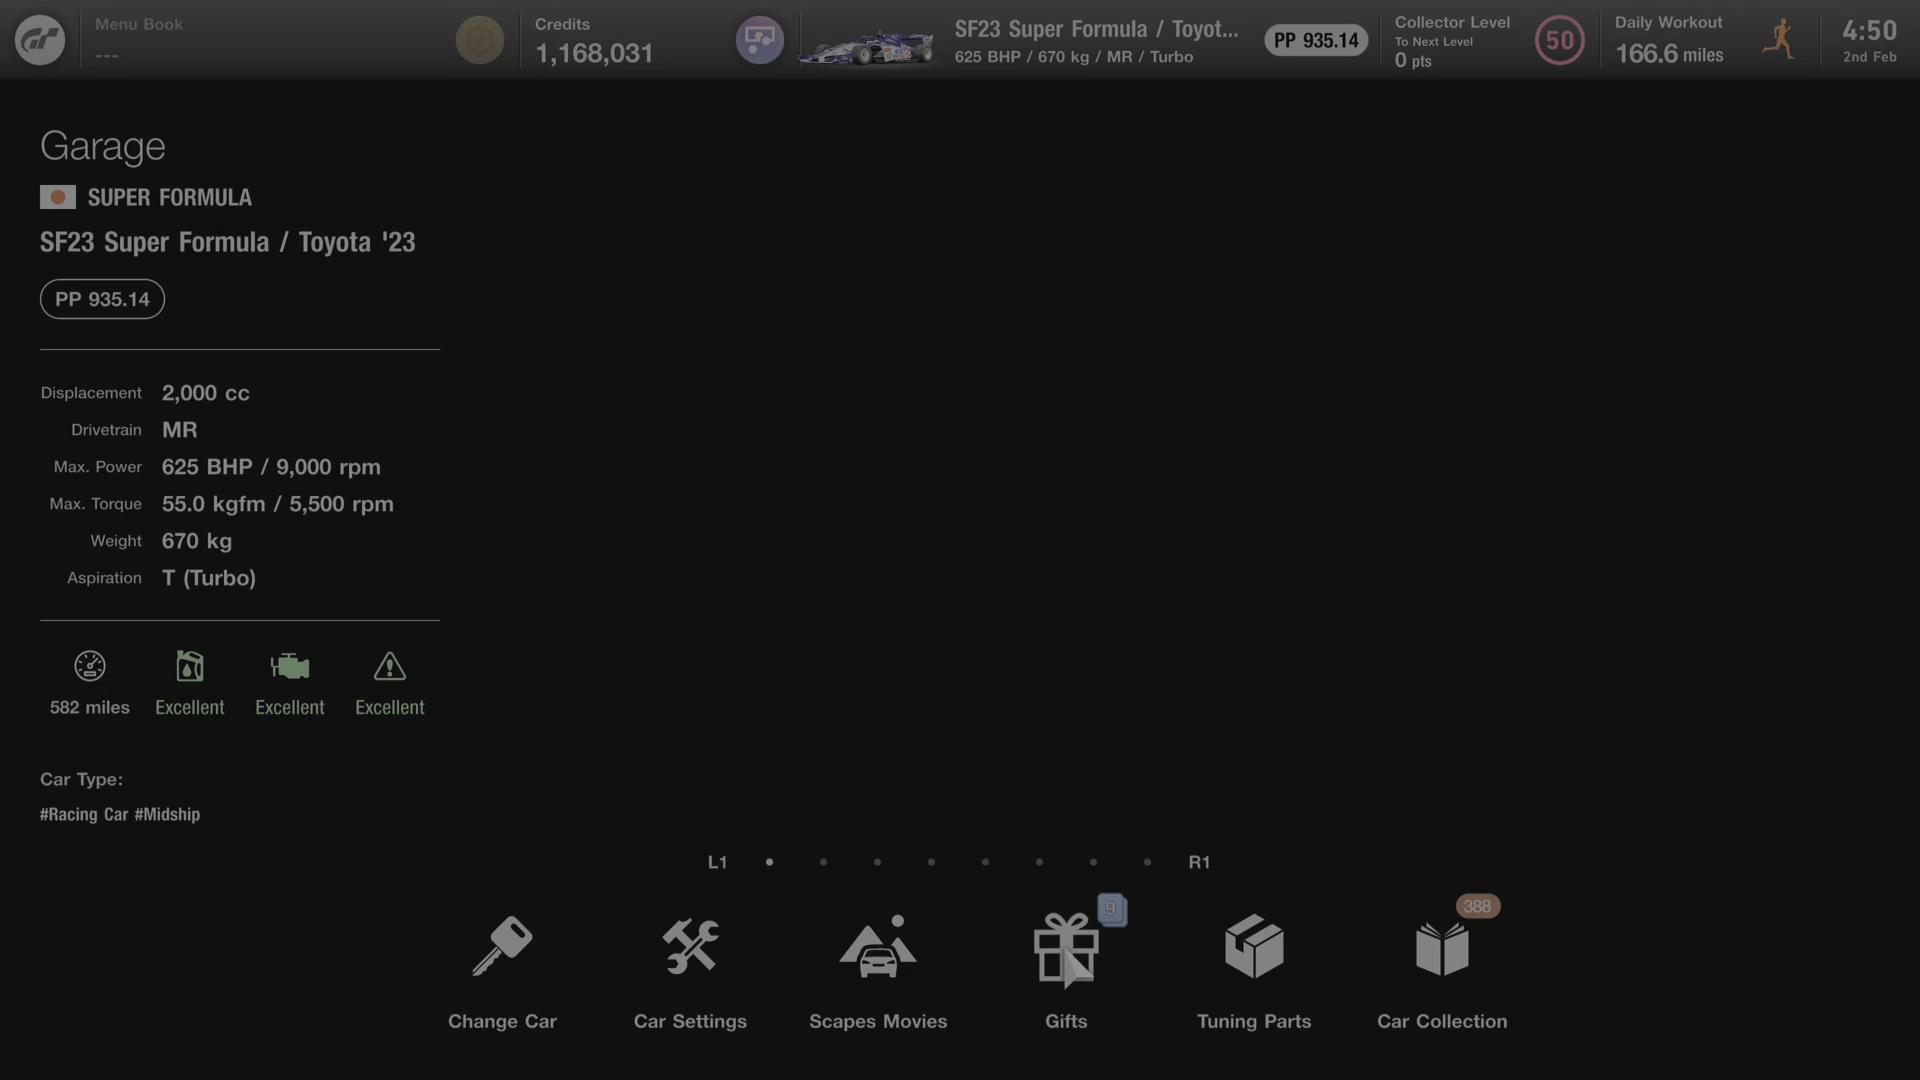 Menu Book
---
Credits
1,168,031
SF23 Super Formula / Toyot...
625 BHP / 670 kg / MR / Turbo
PP 935.14
Collector Level
To Next Level
0 pts
50
Daily Workout
166.6 miles
4:50
2nd Feb
Garage
SUPER FORMULA
SF23 Super Formula / Toyota '23
PP 935.14
Displacement 2,000 cc
Drivetrain MR
Max. Power 625 BHP / 9,000 rpm
Max. Torque 55.0 kgfm / 5,500 rpm
Weight 670 kg
Aspiration T (Turbo)
582 miles Excellent Excellent Excellent
Car Type:
#Racing Car #Midship
L1 R1
9
388
Change Car
Car Settings
Scapes Movies
Gifts
Tuning Parts
Car Collection